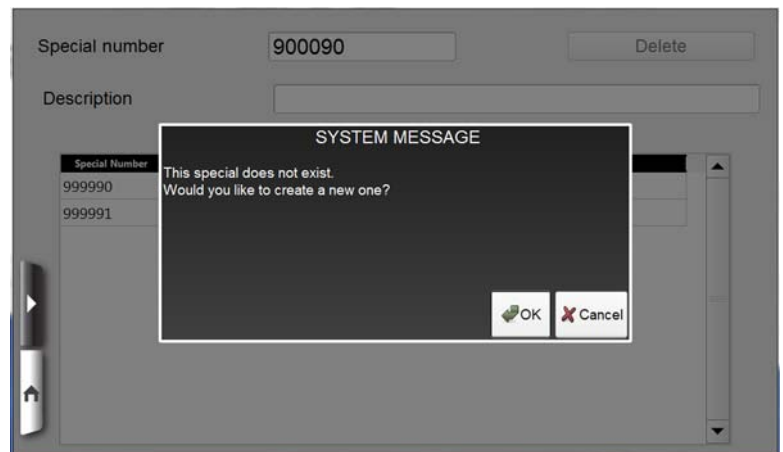 Special number
900090
Delete
Description
SYSTEM MESSAGE
Special Number
This special does not exist.
Would you like to create a new one?
999990
999991
OK
Cancel